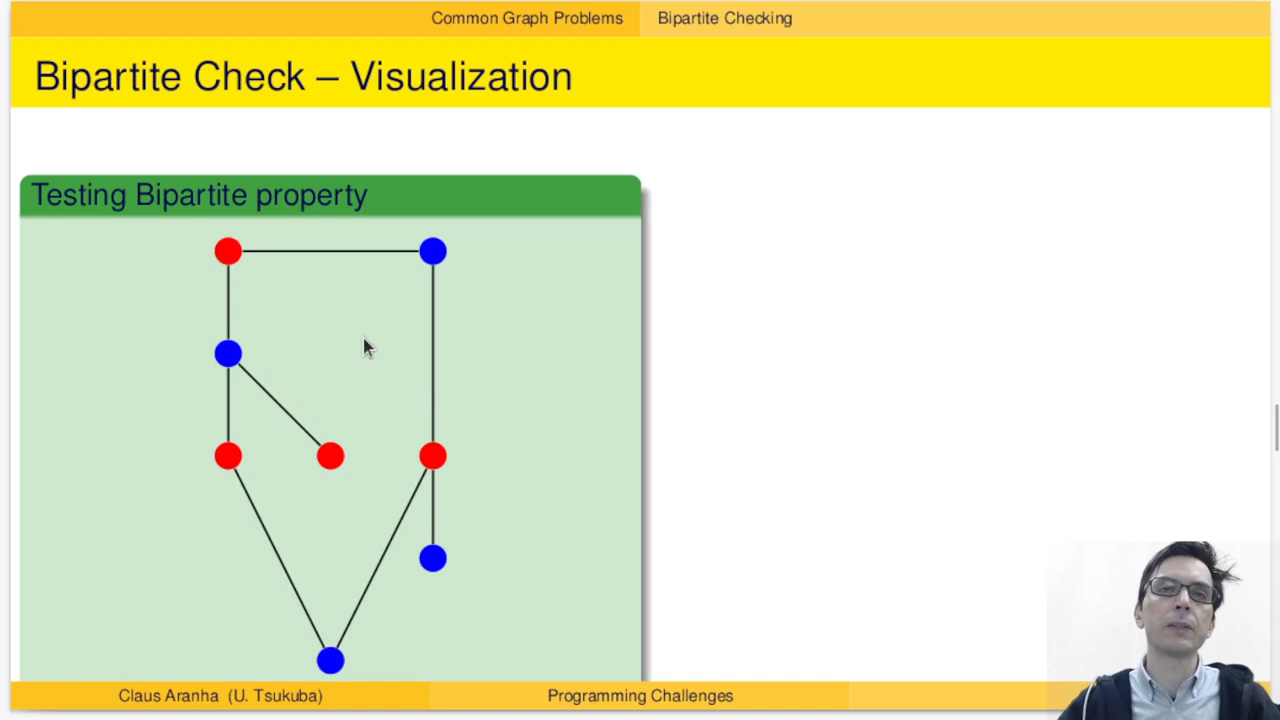 Common Graph Problems
Bipartite Checking
Bipartite Check – Visualization
Testing Bipartite property
Claus Aranha (U. Tsukuba)
Programming Challenges